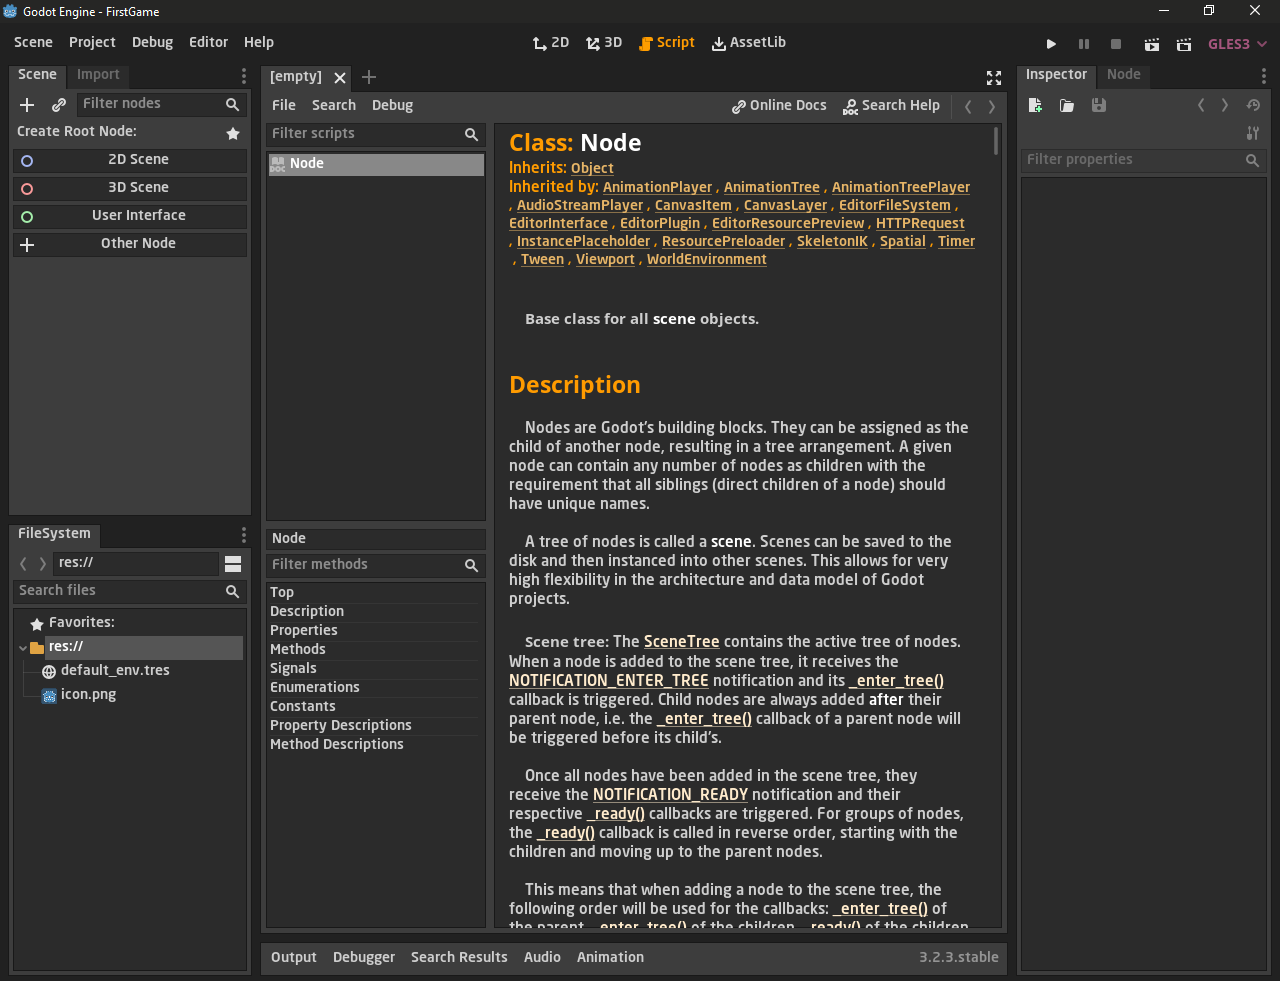 Godot Engine - FirstGame
Scene Project Debug Editor Help
2D 3D Script AssetLib
GLES3
Scene Import
Filter nodes
Create Root Node:
2D Scene
3D Scene
User Interface
Other Node
FileSystem
res://
Search files
Favorites:
res://
default_env.tres
icon.png
[empty]
File Search Debug
Online Docs Search Help
Filter scripts
Node
Node
Filter methods
Top
Description
Properties
Methods
Signals
Enumerations
Constants
Property Descriptions
Method Descriptions
Class: Node
Inherits: Object
Inherited by: AnimationPlayer , AnimationTree , AnimationTreePlayer
, AudioStreamPlayer , CanvasItem , CanvasLayer , EditorFileSystem ,
EditorInterface , EditorPlugin , EditorResourcePreview , HTTPRequest
, InstancePlaceholder , ResourcePreloader , SkeletonIK , Spatial , Timer
, Tween , Viewport , WorldEnvironment
Base class for all scene objects.
Description
Nodes are Godot's building blocks. They can be assigned as the
child of another node, resulting in a tree arrangement. A given
node can contain any number of nodes as children with the
requirement that all siblings (direct children of a node) should
have unique names.
A tree of nodes is called a scene. Scenes can be saved to the
disk and then instanced into other scenes. This allows for very
high flexibility in the architecture and data model of Godot
projects.
Scene tree: The SceneTree contains the active tree of nodes.
When a node is added to the scene tree, it receives the
NOTIFICATION_ENTER_TREE notification and its _enter_tree()
callback is triggered. Child nodes are always added after their
parent node, i.e. the _enter_tree() callback of a parent node will
be triggered before its child's.
Once all nodes have been added in the scene tree, they
receive the NOTIFICATION_READY notification and their
respective _ready() callbacks are triggered. For groups of nodes,
the _ready() callback is called in reverse order, starting with the
children and moving up to the parent nodes.
This means that when adding a node to the scene tree, the
following order will be used for the callbacks: _enter_tree() of
the parent, _enter_tree() of the children, _ready() of the children
Output Debugger Search Results Audio Animation
3.2.3.stable
Inspector Node
Filter properties